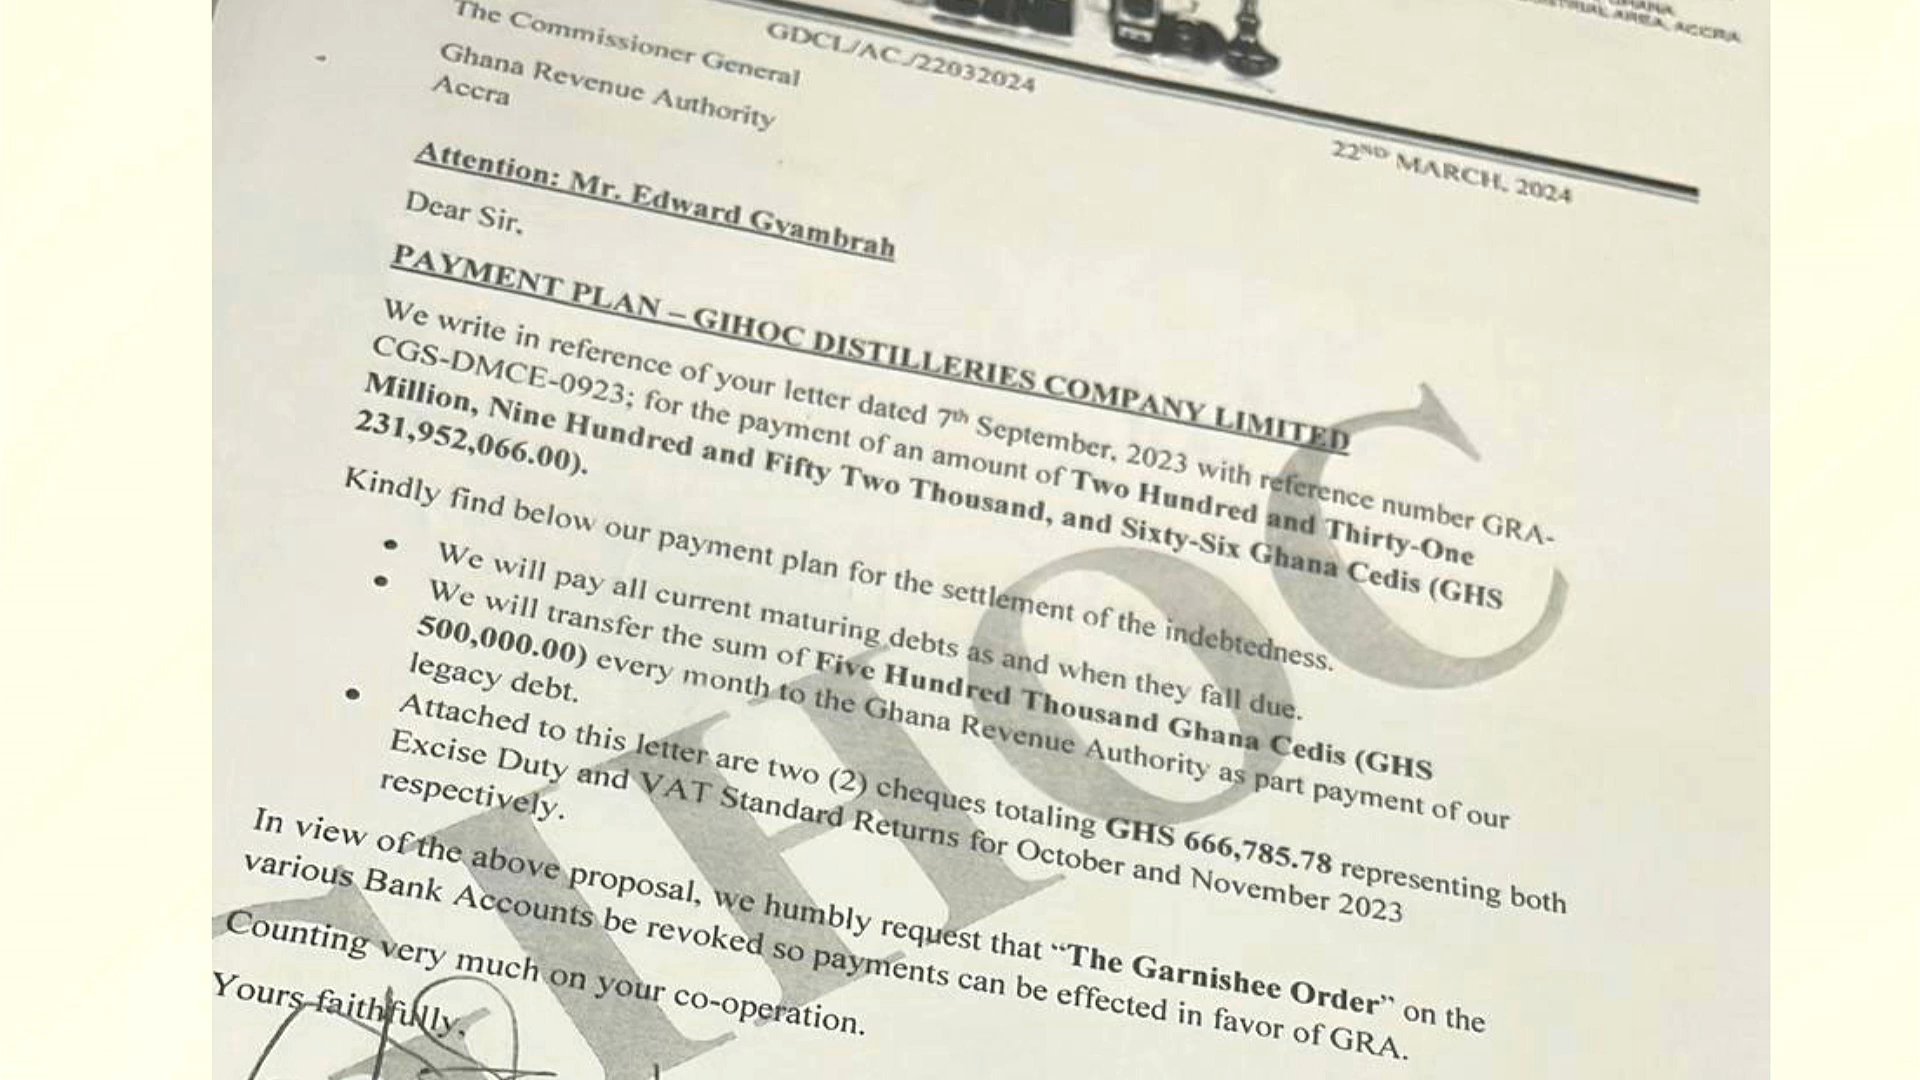 GHANA
INDUSTRIAL AREA, ACCRA
GDCL/AC./22032024
22ND MARCH, 2024
The Commissioner General
Ghana Revenue Authority
Accra
Attention: Mr. Edward Gyambrah
Dear Sir,
PAYMENT PLAN – GIHOC DISTILLERIES COMPANY LIMITED
We write in reference of your letter dated 7th September, 2023 with reference number GRA-
CGS-DMCE-0923; for the payment of an amount of Two Hundred and Thirty-One
Million, Nine Hundred and Fifty Two Thousand, and Sixty-Six Ghana Cedis (GHS
231,952,066.00).
Kindly find below our payment plan for the settlement of the indebtedness.
• We will pay all current maturing debts as and when they fall due.
• We will transfer the sum of Five Hundred Thousand Ghana Cedis (GHS
500,000.00) every month to the Ghana Revenue Authority as part payment of our
legacy debt.
• Attached to this letter are two (2) cheques totaling GHS 666,785.78 representing both
Excise Duty and VAT Standard Returns for October and November 2023
respectively.
In view of the above proposal, we humbly request that “The Garnishee Order” on the
various Bank Accounts be revoked so payments can be effected in favor of GRA.
Counting very much on your co-operation.
Yours faithfully,
GIHOC